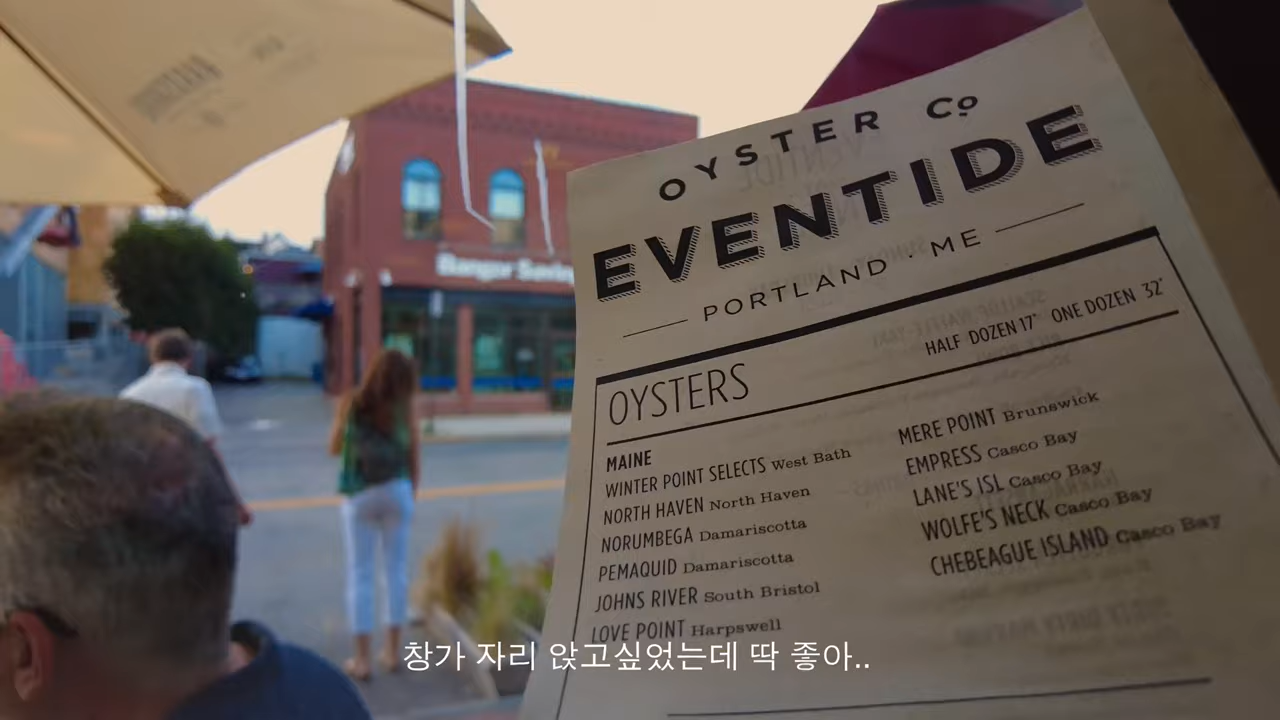 OYSTER Co
EVENTIDE
PORTLAND · ME
HALF DOZEN 17 ONE DOZEN 32
OYSTERS
MAINE
WINTER POINT SELECTS West Bath
NORTH HAVEN North Haven
NORUMBEGA Damariscotta
PEMAQUID Damariscotta
JOHNS RIVER South Bristol
LOVE POINT Harpswell
MERE POINT Brunswick
EMPRESS Casco Bay
LANE'S ISL Casco Bay
WOLFE'S NECK Casco Bay
CHEBEAGUE ISLAND Casco Bay
Bangor Savin
창가 자리 앉고싶었는데 딱 좋아..